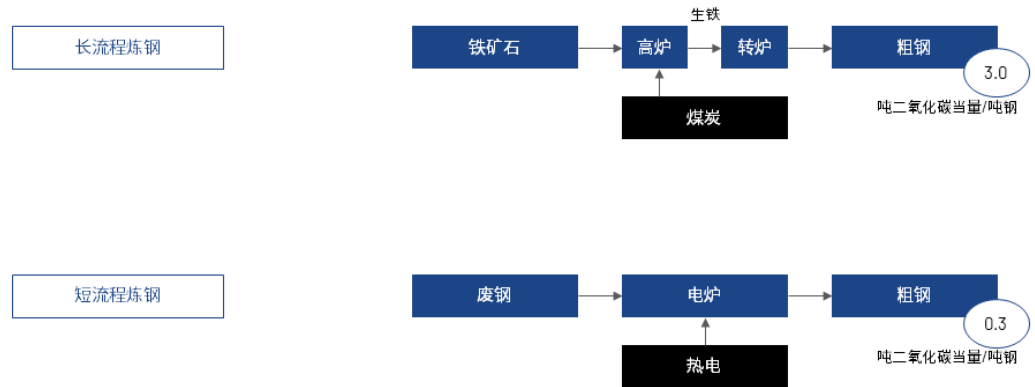 生铁
长流程炼钢
铁矿石
高炉
转炉
粗钢
3.0
煤炭
吨二氧化碳当量/吨钢
短流程炼钢
废钢
电炉
粗钢
0.3
热电
吨二氧化碳当量/吨钢